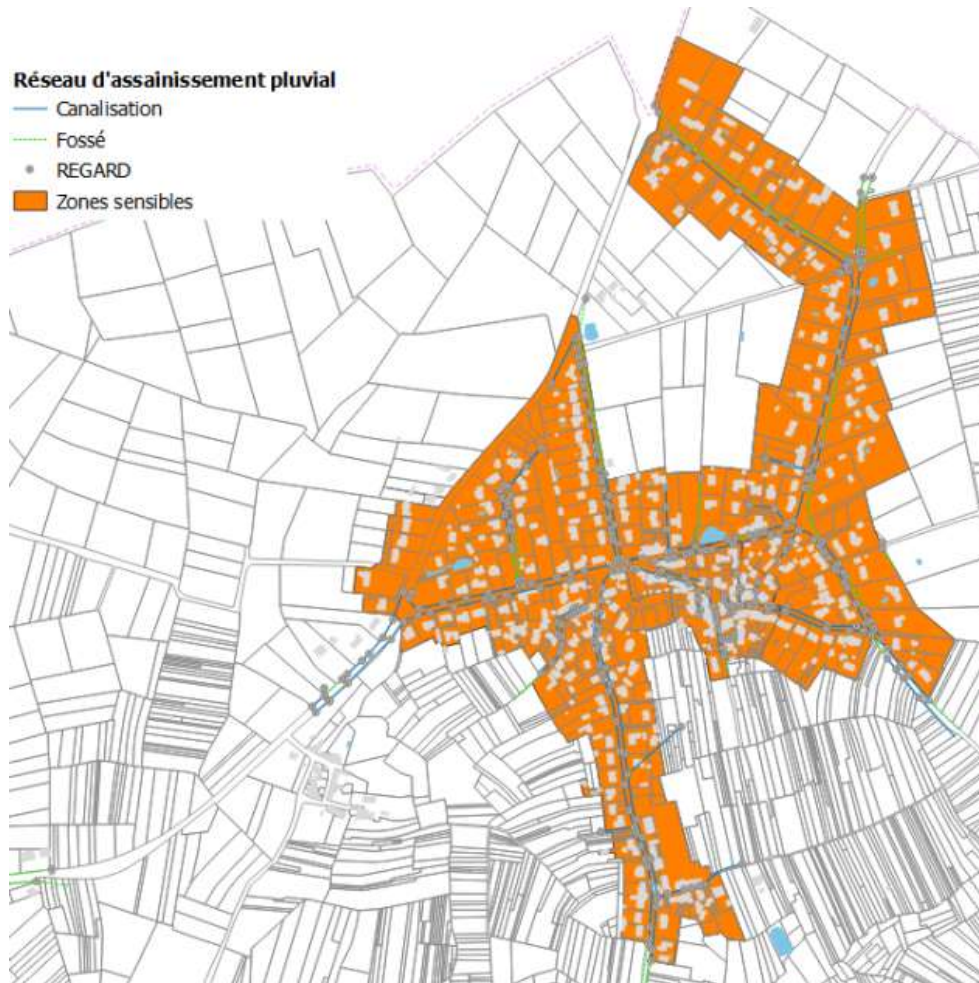 Réseau d'assainissement pluvial
Canalisation
Fossé
REGARD
Zones sensibles